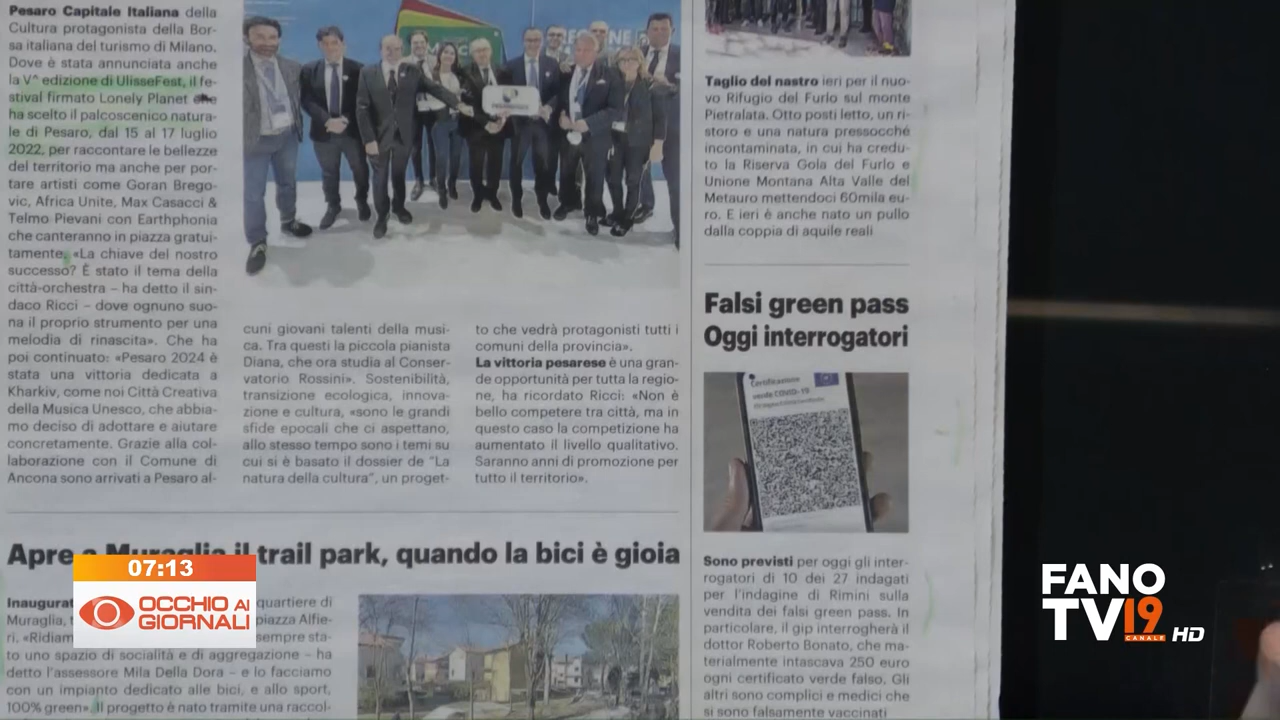 Pesaro Capitale Italiana della
Cultura protagonista della Bor-
sa italiana del turismo di Milano.
Dove è stata annunciata anche
la V^ edizione di UlisseFest, il fe-
stival firmato Lonely Planet che
ha scelto il palcoscenico natura-
le di Pesaro, dal 15 al 17 luglio
2022, per raccontare le bellezze
del territorio ma anche per por-
tare artisti come Goran Brego-
vic, Africa Unite, Max Casacci &
Telmo Pievani con Earthphonia
che canteranno in piazza gratui-
tamente. «La chiave del nostro
successo? È stato il tema della
città-orchestra – ha detto il sin-
daco Ricci – dove ognuno suo-
na il proprio strumento per una
melodia di rinascita». Che ha
poi continuato: «Pesaro 2024 è
stata una vittoria dedicata a
Kharkiv, come noi Città Creativa
della Musica Unesco, che abbia-
mo deciso di adottare e aiutare
concretamente. Grazie alla col-
laborazione con il Comune di
Ancona sono arrivati a Pesaro al-
cuni giovani talenti della musi-
ca. Tra questi la piccola pianista
Diana, che ora studia al Conser-
vatorio Rossini». Sostenibilità,
transizione ecologica, innova-
zione e cultura, «sono le grandi
sfide epocali che ci aspettano,
allo stesso tempo sono i temi su
cui si è basato il dossier de “La
natura della cultura”, un proget-
to che vedrà protagonisti tutti i
comuni della provincia».
La vittoria pesarese è una gran-
de opportunità per tutta la regio-
ne, ha ricordato Ricci: «Non è
bello competere tra città, ma in
questo caso la competizione ha
aumentato il livello qualitativo.
Saranno anni di promozione per
tutto il territorio».
Taglio del nastro ieri per il nuo-
vo Rifugio del Furlo sul monte
Pietralata. Otto posti letto, un ri-
storo e una natura pressocché
incontaminata, in cui ha credu-
to la Riserva Gola del Furlo e
Unione Montana Alta Valle del
Metauro mettendoci 60mila eu-
ro. E ieri è anche nato un pullo
dalla coppia di aquile reali
Falsi green pass
Oggi interrogatori
Certificazione
verde COVID-19
Sono previsti per oggi gli inter-
rogatori di 10 dei 27 indagati
per l'indagine di Rimini sulla
vendita dei falsi green pass. In
particolare, il gip interrogherà il
dottor Roberto Bonato, che ma-
terialmente intascava 250 euro
ogni certificato verde falso. Gli
altri sono complici e medici che
si sono falsamente vaccinati
Apre a Muraglia il trail park, quando la bici è gioia
Inaugurat quartiere di
Muraglia, piazza Alfie-
ri. «Ridiam sempre sta-
to uno spazio di socialità e di aggregazione – ha
detto l'assessore Mila Della Dora – e lo facciamo
con un impianto dedicato alle bici, e allo sport,
100% green». Il progetto è nato tramite una raccol-
07:13
OCCHIO AI
GIORNALI
FANO
TV19
CANALE HD